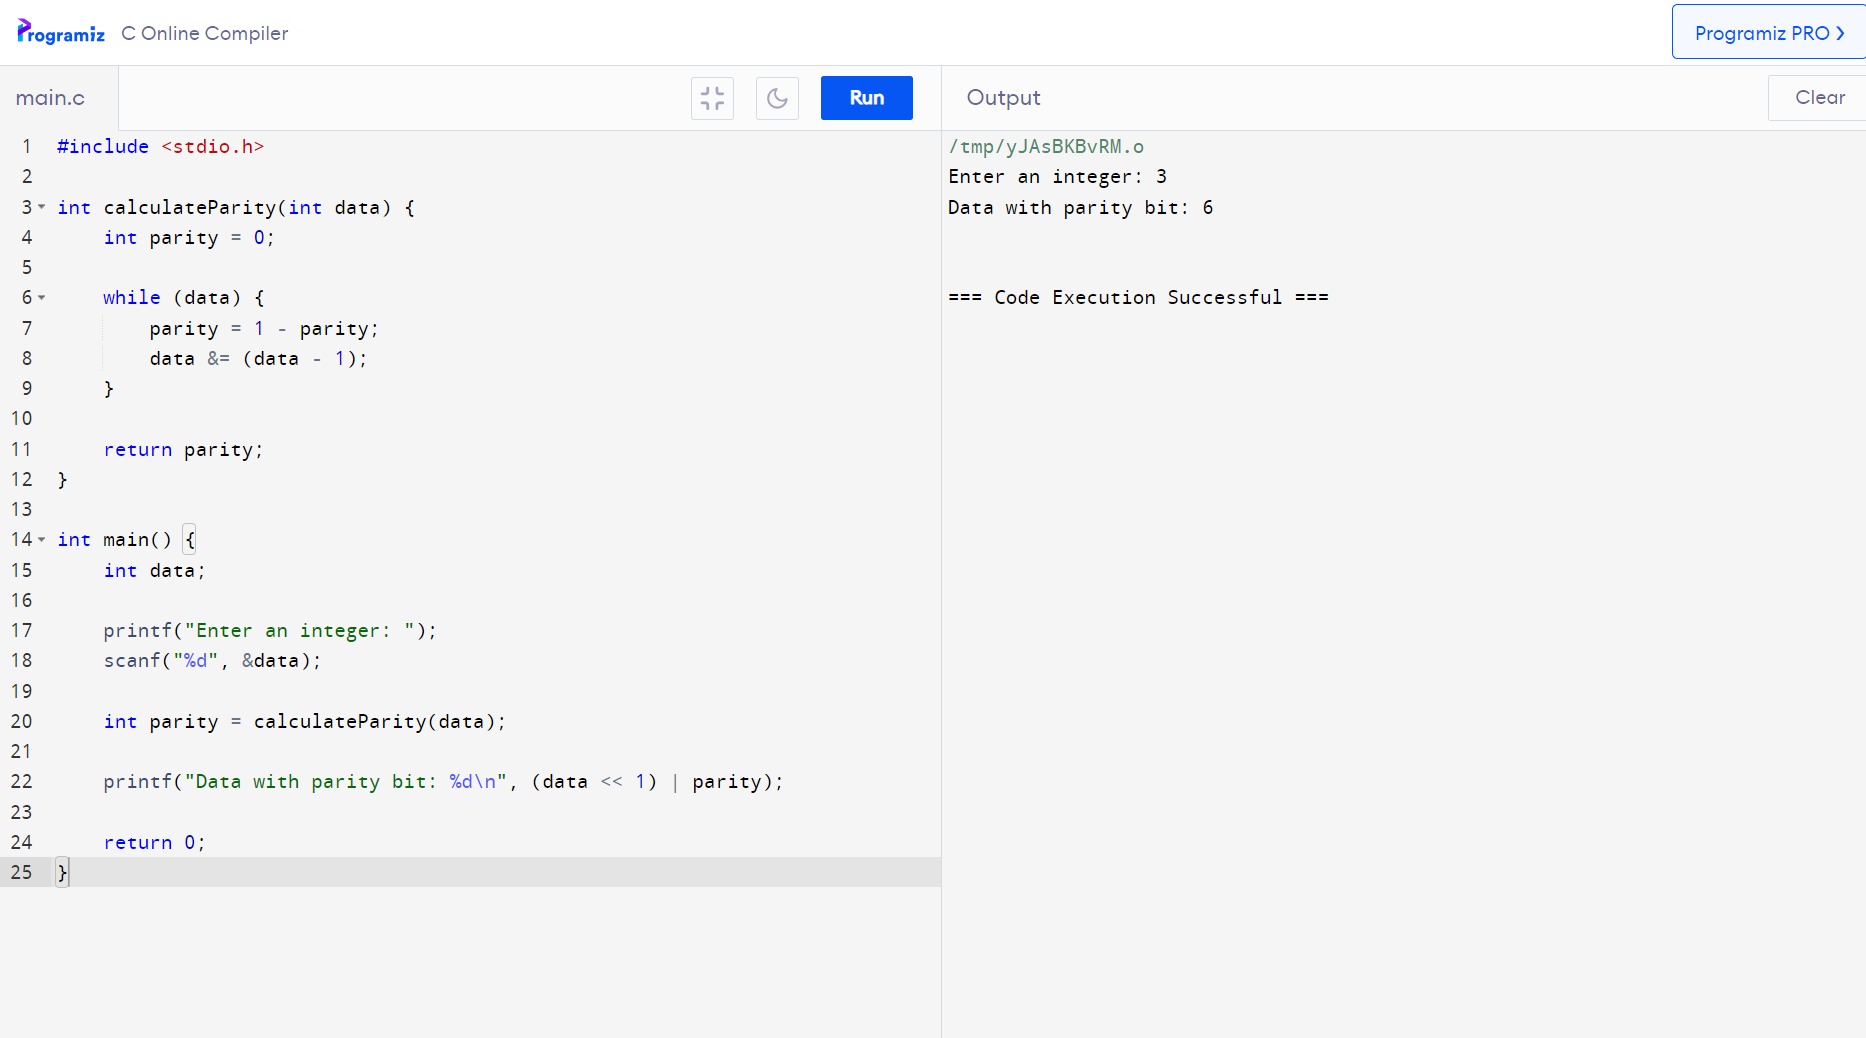 Programiz C Online Compiler
Programiz PRO ❯
main.c
Run
Output
Clear
1 #include <stdio.h>
2
3 int calculateParity(int data) {
4     int parity = 0;
5
6     while (data) {
7         parity = 1 - parity;
8         data &= (data - 1);
9     }
10
11     return parity;
12 }
13
14 int main() {
15     int data;
16
17     printf("Enter an integer: ");
18     scanf("%d", &data);
19
20     int parity = calculateParity(data);
21
22     printf("Data with parity bit: %d\n", (data << 1) | parity);
23
24     return 0;
25 }
/tmp/yJAsBKBvRM.o
Enter an integer: 3
Data with parity bit: 6
=== Code Execution Successful ===